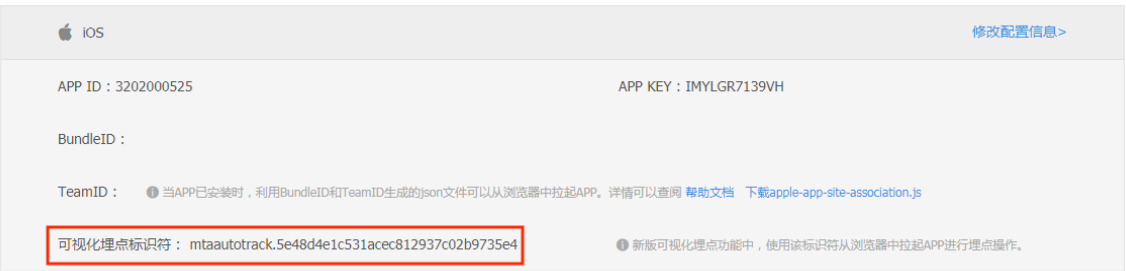 iOS
修改配置信息>
APP ID：3202000525
APP KEY：IMYLGR7139VH
BundleID：
TeamID：
当APP已安装时，利用BundleID和TeamID生成的json文件可以从浏览器中拉起APP。详情可以查阅 帮助文档 下载apple-app-site-association.js
可视化埋点标识符： mtaautotrack.5e48d4e1c531acec812937c02b9735e4
新版可视化埋点功能中，使用该标识符从浏览器中拉起APP进行埋点操作。